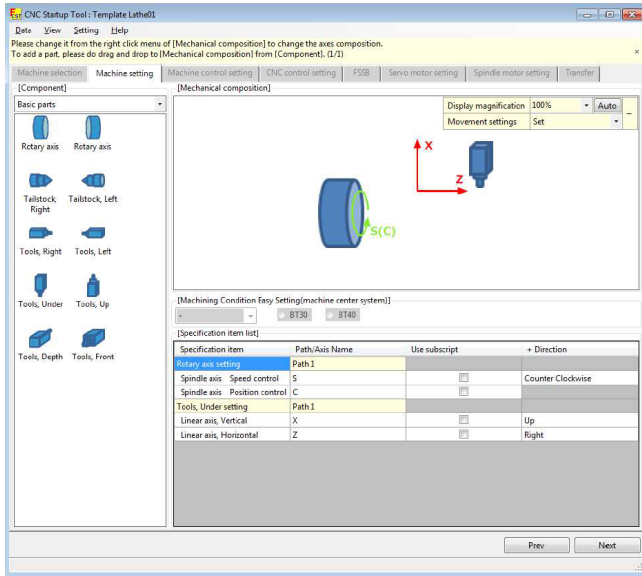 CNC Startup Tool : Template Lathe01
Data View Setting Help
Please change it from the right click menu of [Mechanical composition] to change the axes composition.
To add a part, please do drag and drop to [Mechanical composition] from [Component]. (1/1)
Machine selection Machine setting Machine control setting CNC control setting FSSB Servo motor setting Spindle motor setting Transfer
[Component]
Basic parts
Rotary axis Rotary axis
Tailstock, Right Tailstock, Left
Tools, Right Tools, Left
Tools, Under Tools, Up
Tools, Depth Tools, Front
[Mechanical composition]
Display magnification 100% Auto
Movement settings Set
X
Z
S(C)
[Machining Condition Easy Setting(machine center system)]
- BT30 BT40
[Specification item list]
Specification item Path/Axis Name Use subscript + Direction
Rotary axis setting Path 1
Spindle axis Speed control S Counter Clockwise
Spindle axis Position control C
Tools, Under setting Path 1
Linear axis, Vertical X Up
Linear axis, Horizontal Z Right
Prev Next